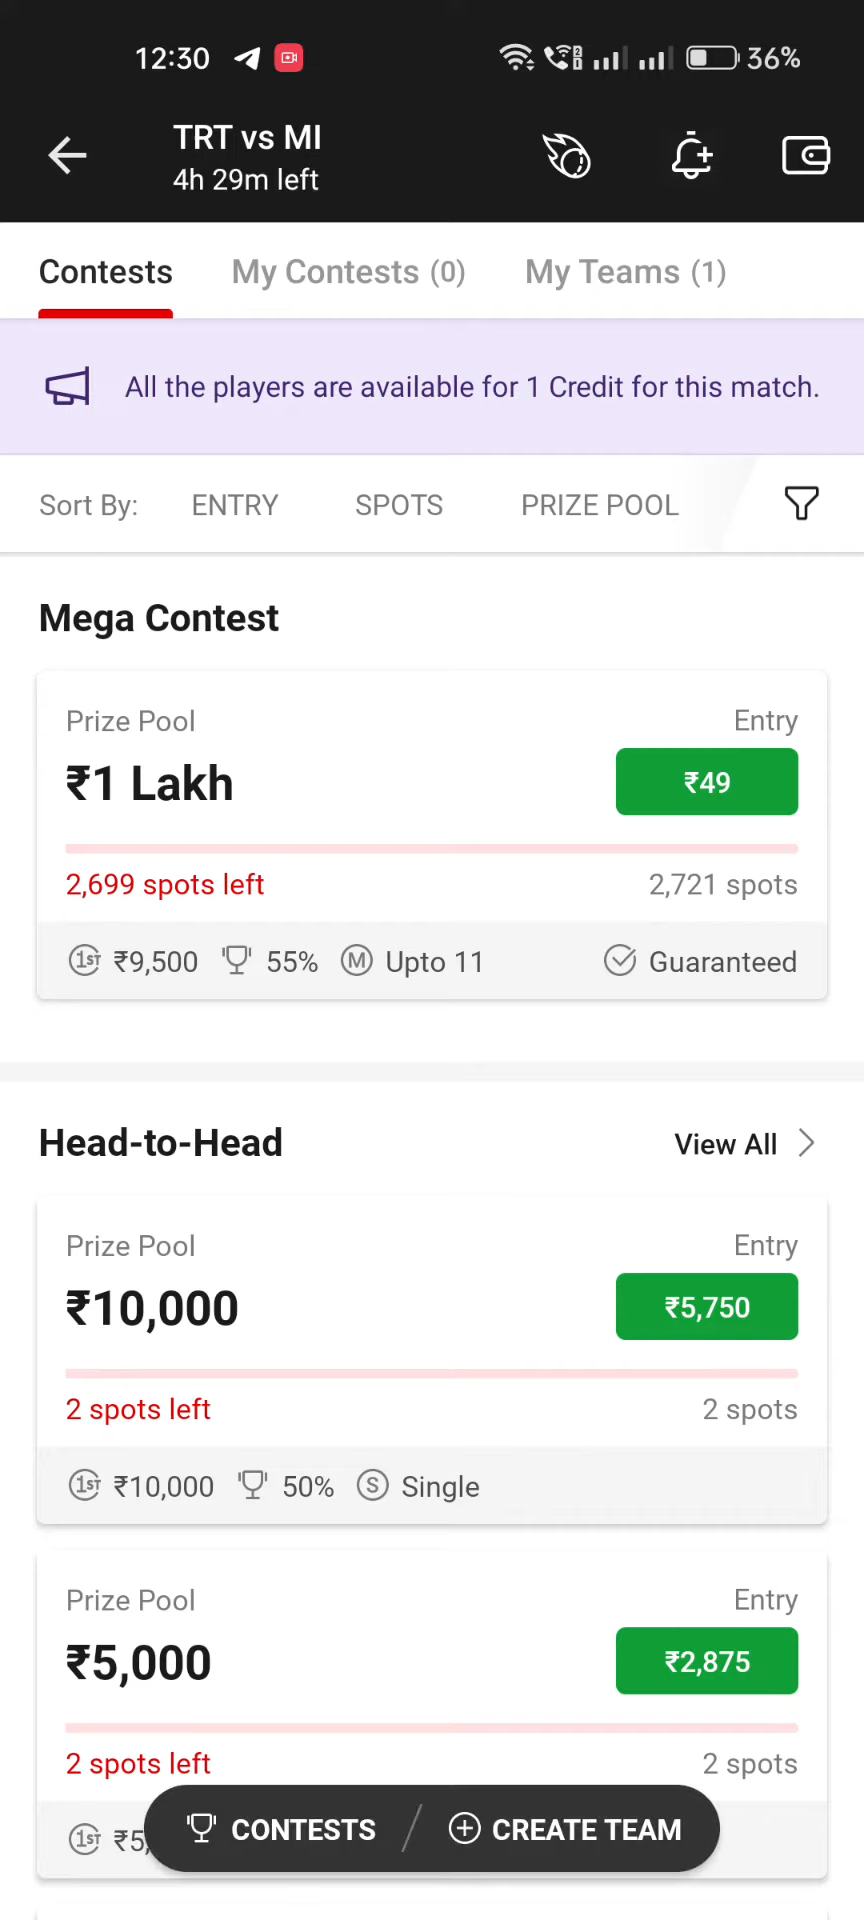 12:30 36%
TRT vs MI
4h 29m left
Contests My Contests (0) My Teams (1)
All the players are available for 1 Credit for this match.
Sort By: ENTRY SPOTS PRIZE POOL
Mega Contest
Prize Pool Entry
₹1 Lakh ₹49
2,699 spots left 2,721 spots
1ST ₹9,500 55% M Upto 11 Guaranteed
Head-to-Head View All
Prize Pool Entry
₹10,000 ₹5,750
2 spots left 2 spots
1ST ₹10,000 50% S Single
Prize Pool Entry
₹5,000 ₹2,875
2 spots left 2 spots
1ST ₹5,
CONTESTS CREATE TEAM